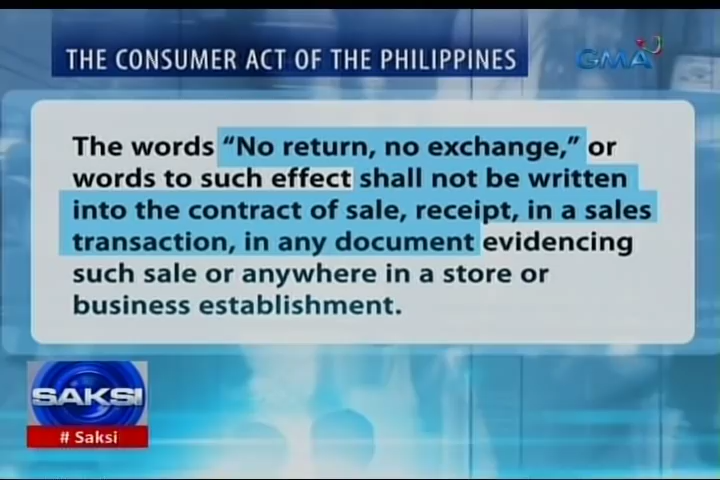 THE CONSUMER ACT OF THE PHILIPPINES
GMA
The words “No return, no exchange,” or
words to such effect shall not be written
into the contract of sale, receipt, in a sales
transaction, in any document evidencing
such sale or anywhere in a store or
business establishment.
SAKSI
# Saksi